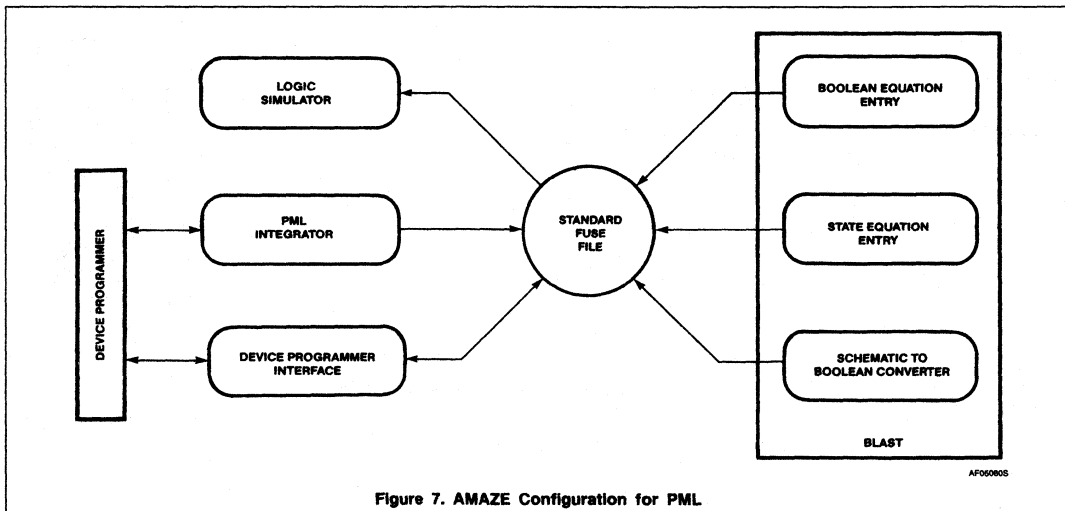 LOGIC
SIMULATOR
BOOLEAN EQUATION
ENTRY
DEVICE PROGRAMMER
PML
INTEGRATOR
STANDARD
FUSE
FILE
STATE EQUATION
ENTRY
DEVICE PROGRAMMER
INTERFACE
SCHEMATIC TO
BOOLEAN CONVERTER
BLAST
AF05080S
Figure 7. AMAZE Configuration for PML